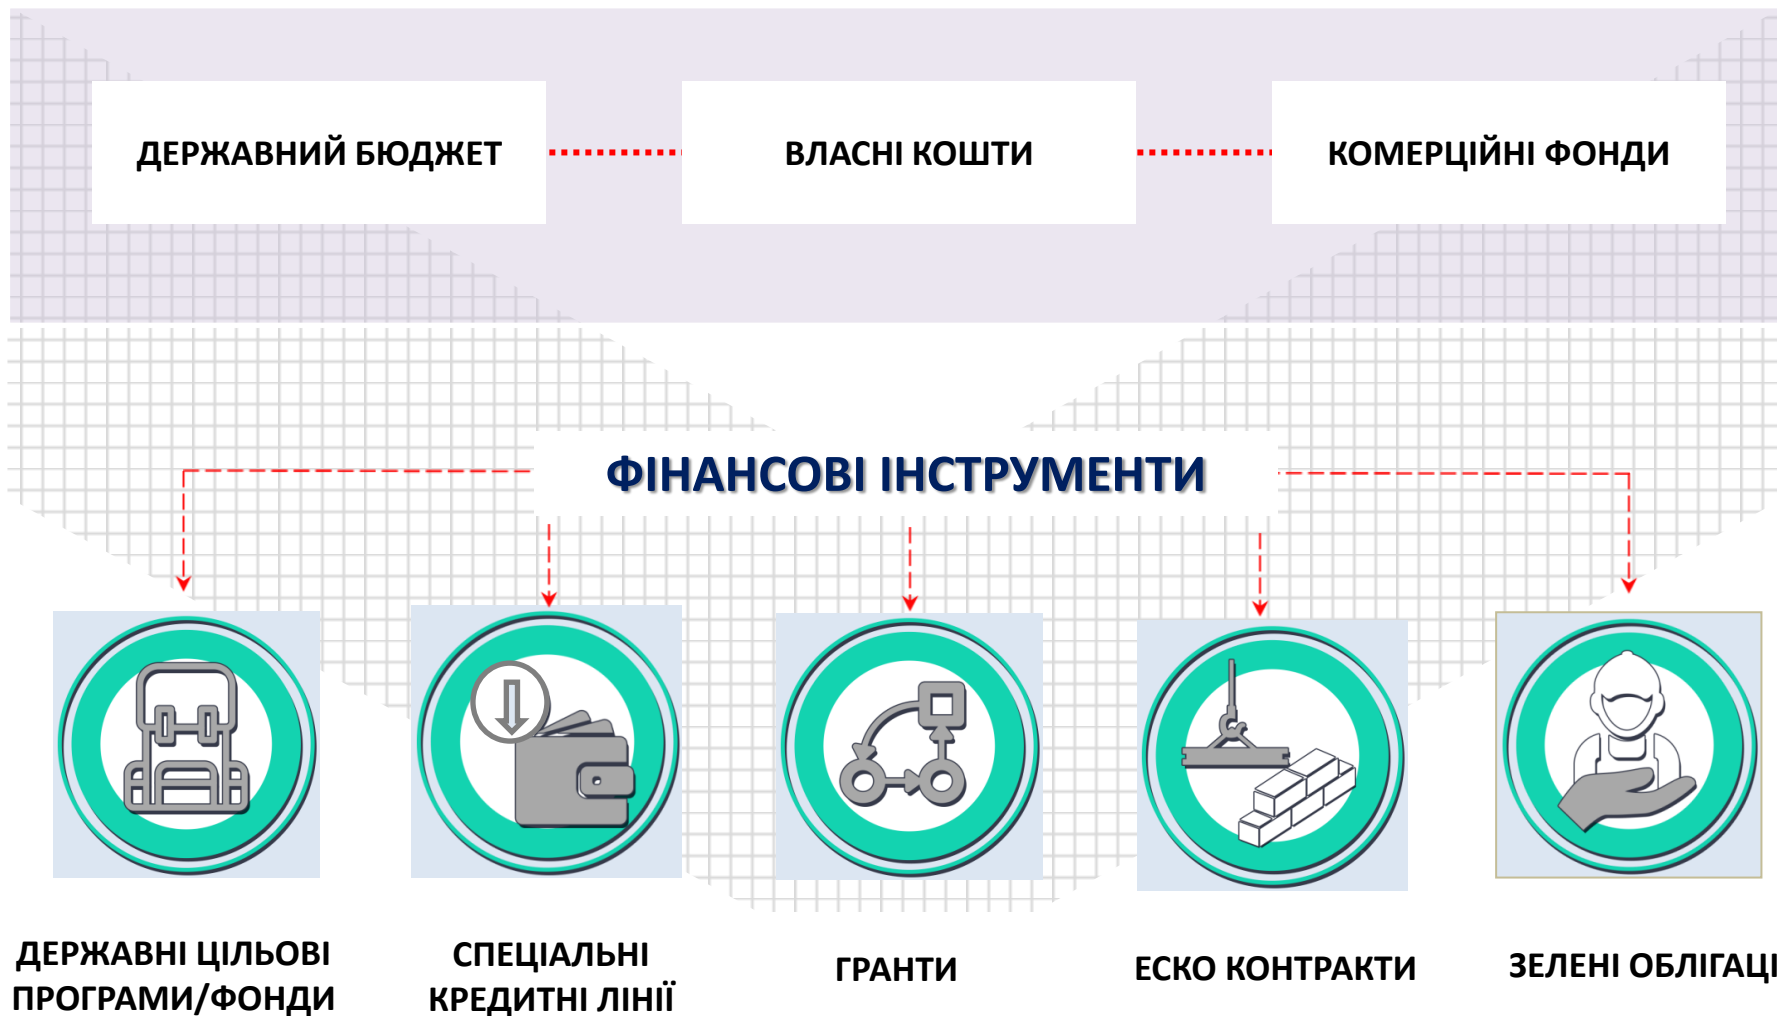 ДЕРЖАВНИЙ БЮДЖЕТ
ВЛАСНІ КОШТИ
КОМЕРЦІЙНІ ФОНДИ
ФІНАНСОВІ ІНСТРУМЕНТИ
ДЕРЖАВНІ ЦІЛЬОВІ
ПРОГРАМИ/ФОНДИ
СПЕЦІАЛЬНІ
КРЕДИТНІ ЛІНІЇ
ГРАНТИ
ЕСКО КОНТРАКТИ
ЗЕЛЕНІ ОБЛІГАЦІ